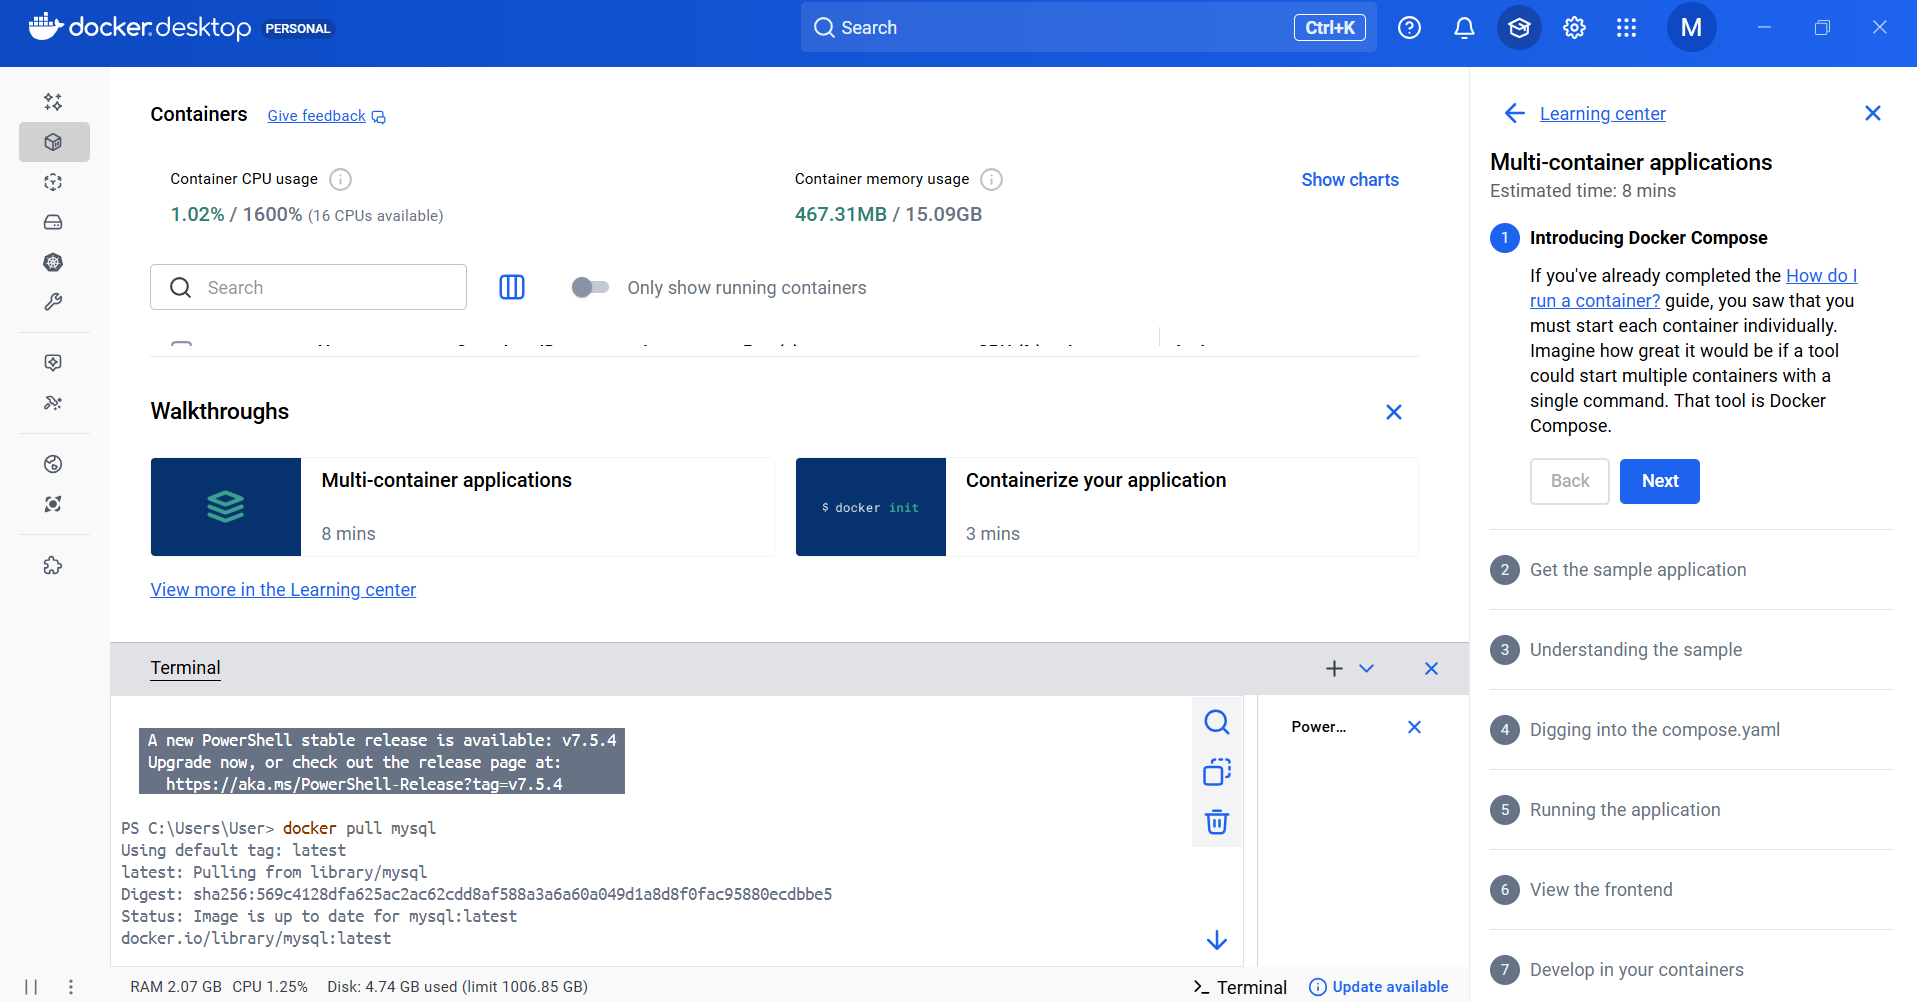 docker.desktop PERSONAL
Search Ctrl+K
M
Containers Give feedback
Container CPU usage
1.02% / 1600% (16 CPUs available)
Container memory usage
467.31MB / 15.09GB
Show charts
Search
Only show running containers
Walkthroughs
Multi-container applications
8 mins
$ docker init
Containerize your application
3 mins
View more in the Learning center
Terminal
A new PowerShell stable release is available: v7.5.4
Upgrade now, or check out the release page at:
https://aka.ms/PowerShell-Release?tag=v7.5.4
PS C:\Users\User> docker pull mysql
Using default tag: latest
latest: Pulling from library/mysql
Digest: sha256:569c4128dfa625ac2ac62cdd8af588a3a6a60a049d1a8d8f0fac95880ecdbbe5
Status: Image is up to date for mysql:latest
docker.io/library/mysql:latest
Power...
RAM 2.07 GB CPU 1.25% Disk: 4.74 GB used (limit 1006.85 GB)
>_ Terminal
Update available
Learning center
Multi-container applications
Estimated time: 8 mins
1 Introducing Docker Compose
If you've already completed the How do I
run a container? guide, you saw that you
must start each container individually.
Imagine how great it would be if a tool
could start multiple containers with a
single command. That tool is Docker
Compose.
Back Next
2 Get the sample application
3 Understanding the sample
4 Digging into the compose.yaml
5 Running the application
6 View the frontend
7 Develop in your containers